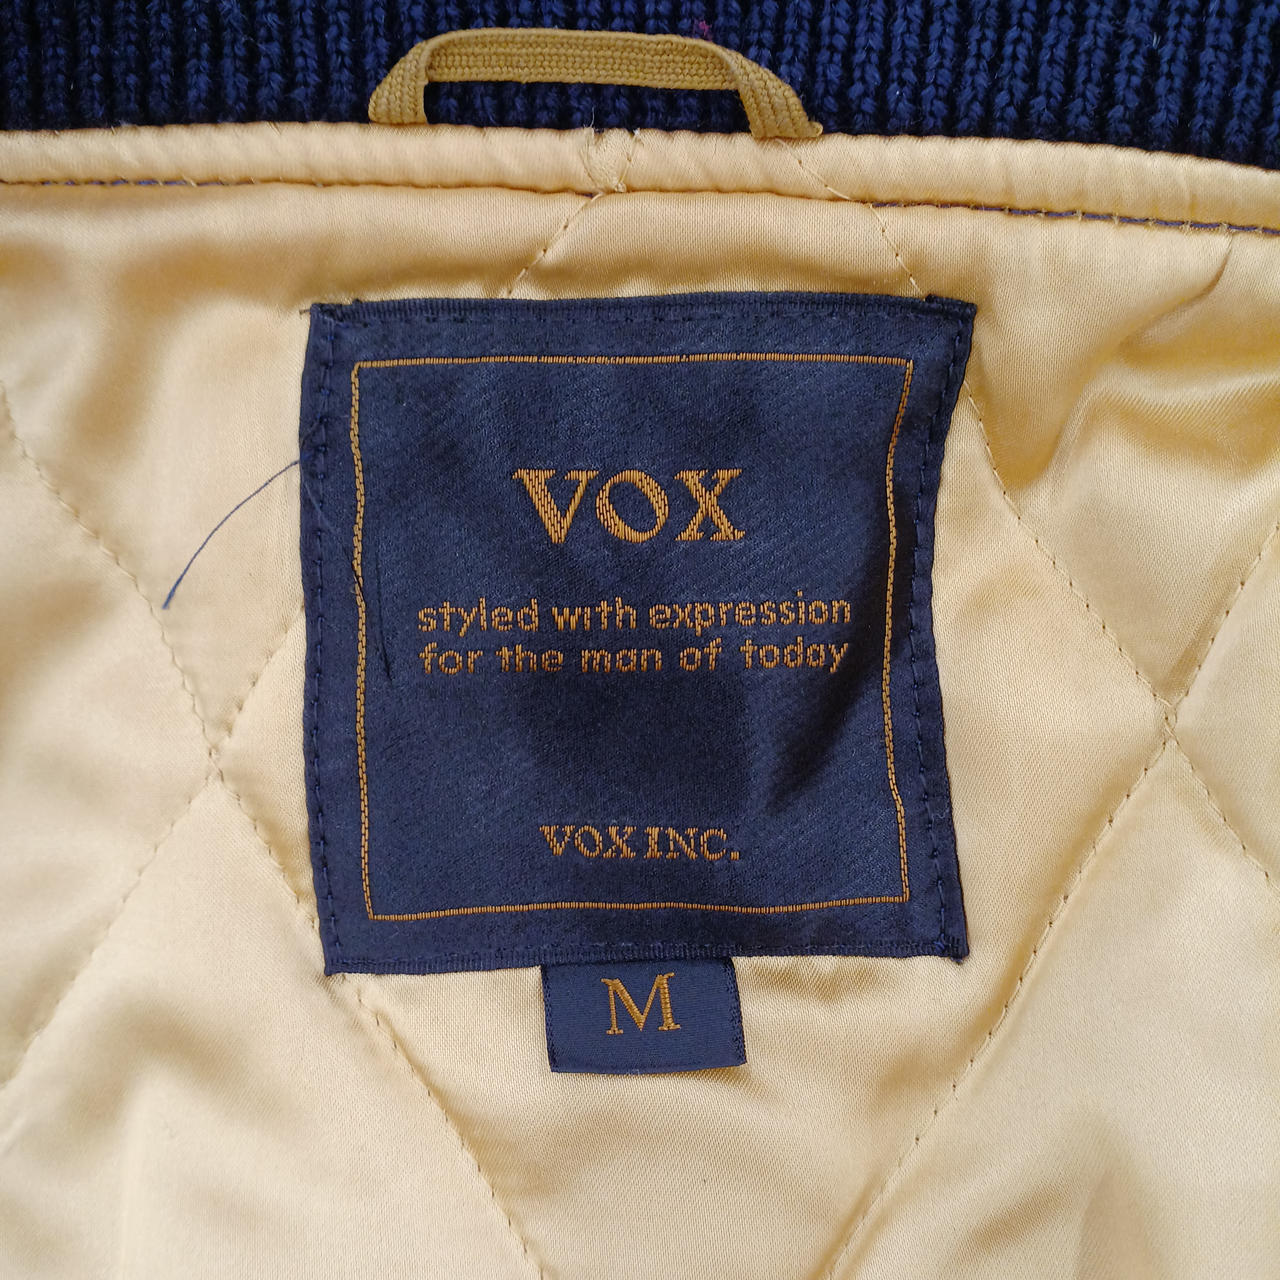 VOX
styled with expression
for the man of today
VOX INC.
M